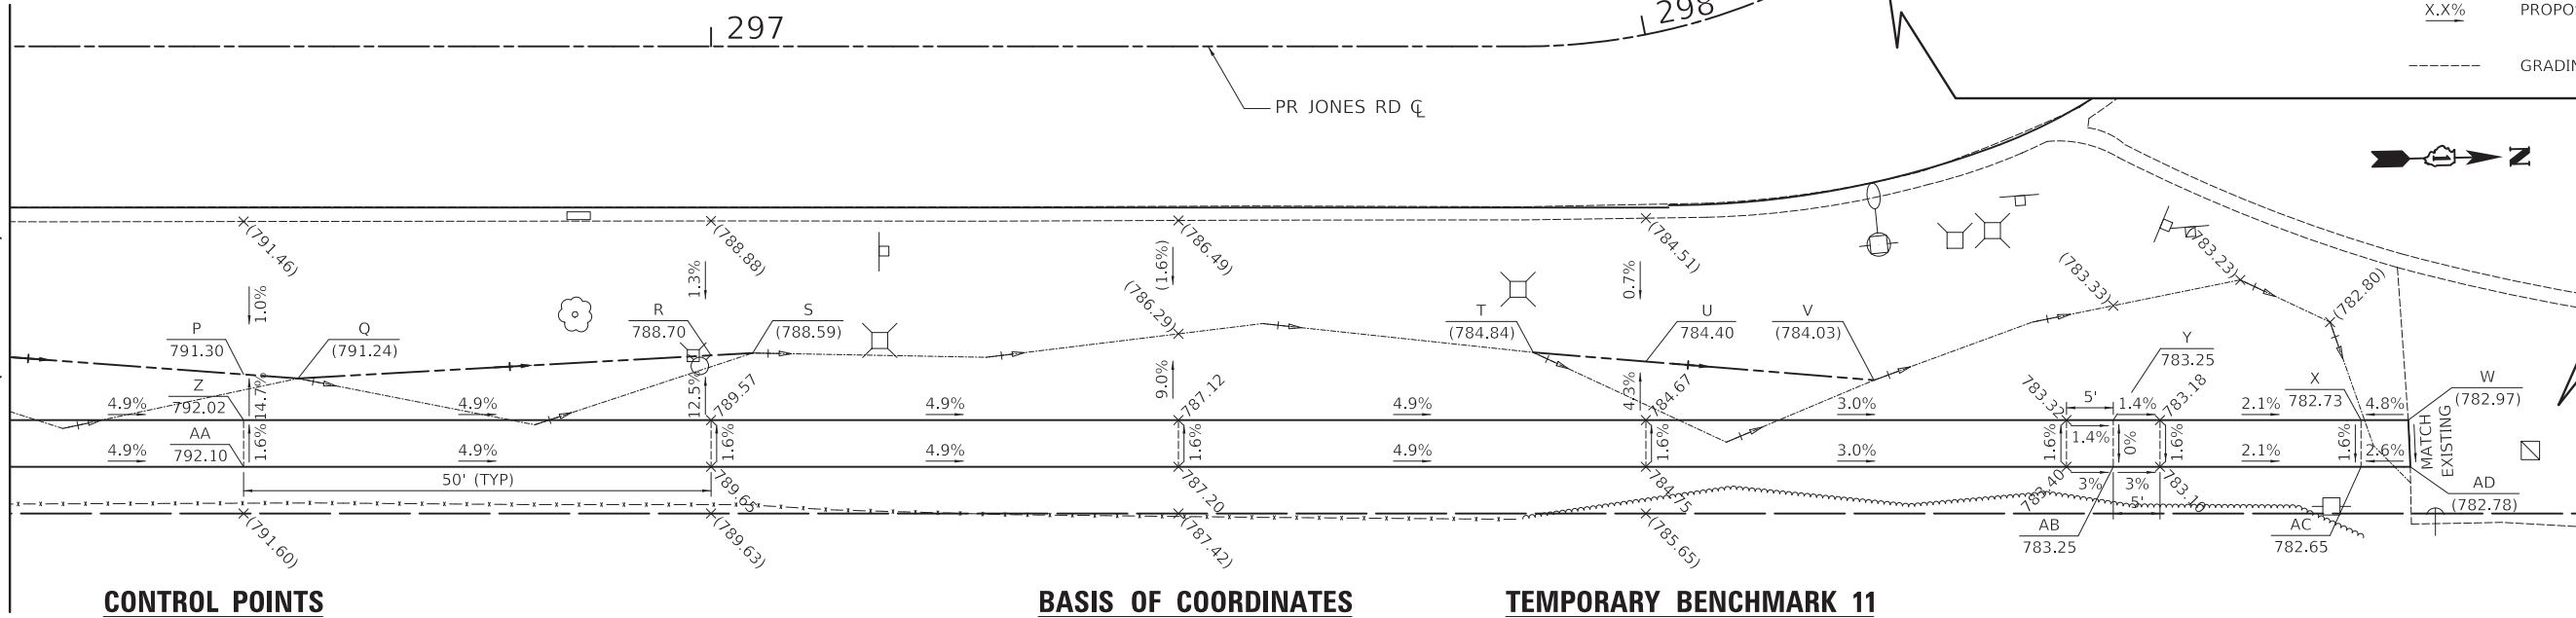 297
298
X.X%
PROPO
GRADIN
PR JONES RD ℄
N
(791.46)
(788.88)
(786.49)
(784.51)
(783.23)
(783.33)
(782.80)
1.0%
1.3%
(1.6%)
0.7%
(786.29)
P
791.30
Q
(791.24)
R
788.70
S
(788.59)
T
(784.84)
U
784.40
V
(784.03)
Y
783.25
X
782.73
W
(782.97)
Z
792.02
14.7%
12.5%
789.57
9.0%
787.12
4.3%
784.67
783.32
5'
1.4%
783.18
4.9%
4.9%
4.9%
4.9%
3.0%
2.1%
4.8%
AA
792.10
1.6%
1.6%
1.6%
1.6%
1.6%
1.4%
0%
1.6%
1.6%
MATCH
EXISTING
4.9%
4.9%
4.9%
4.9%
3.0%
2.1%
2.6%
50' (TYP)
789.65
787.20
784.75
783.40
3%
3%
5'
783.10
AD
(782.78)
(791.60)
(789.63)
(787.42)
(785.65)
AB
783.25
AC
782.65
CONTROL POINTS
BASIS OF COORDINATES
TEMPORARY BENCHMARK 11